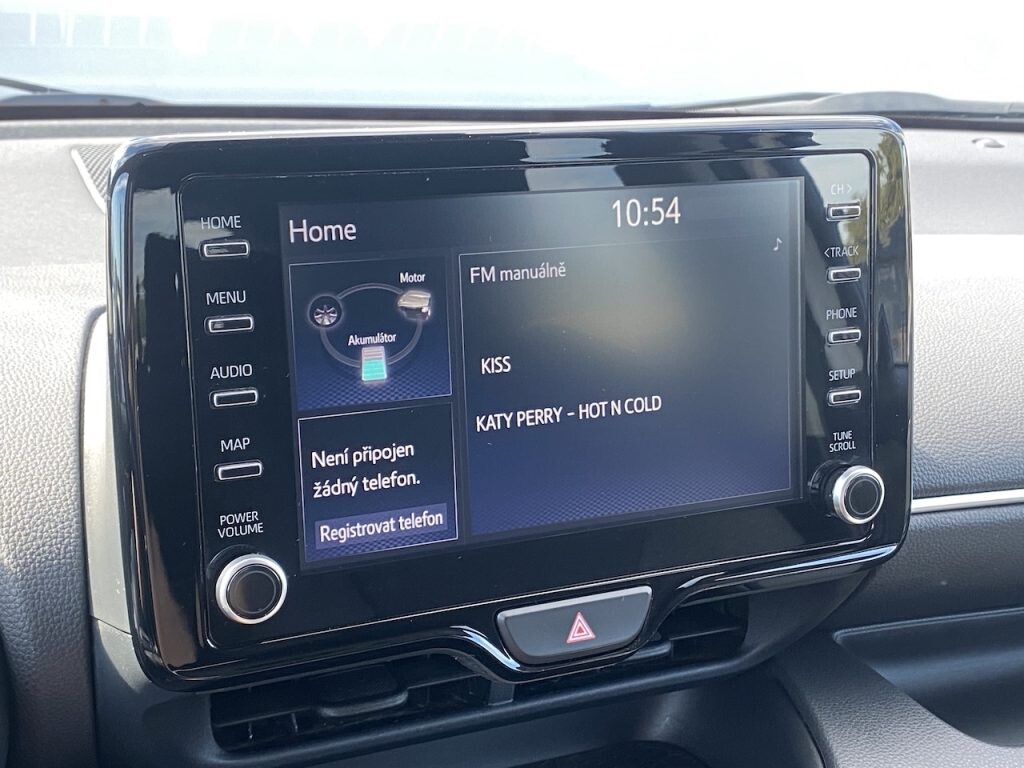 HOME
MENU
AUDIO
MAP
POWER
VOLUME
Home
10:54
Motor
Akumulátor
FM manuálně
KISS
KATY PERRY - HOT N COLD
Není připojen
žádný telefon.
Registrovat telefon
CH >
< TRACK
PHONE
SETUP
TUNE
SCROLL